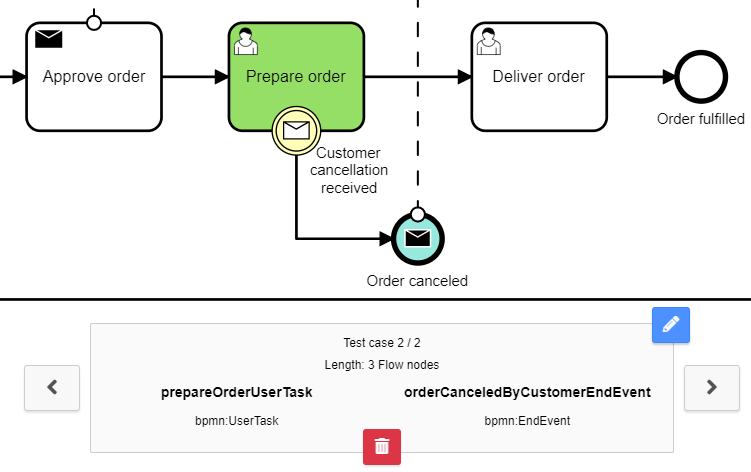 Approve order
Prepare order
Deliver order
Order fulfilled
Customer
cancellation
received
Order canceled
Test case 2 / 2
Length: 3 Flow nodes
prepareOrderUserTask
orderCanceledByCustomerEndEvent
bpmn:UserTask
bpmn:EndEvent